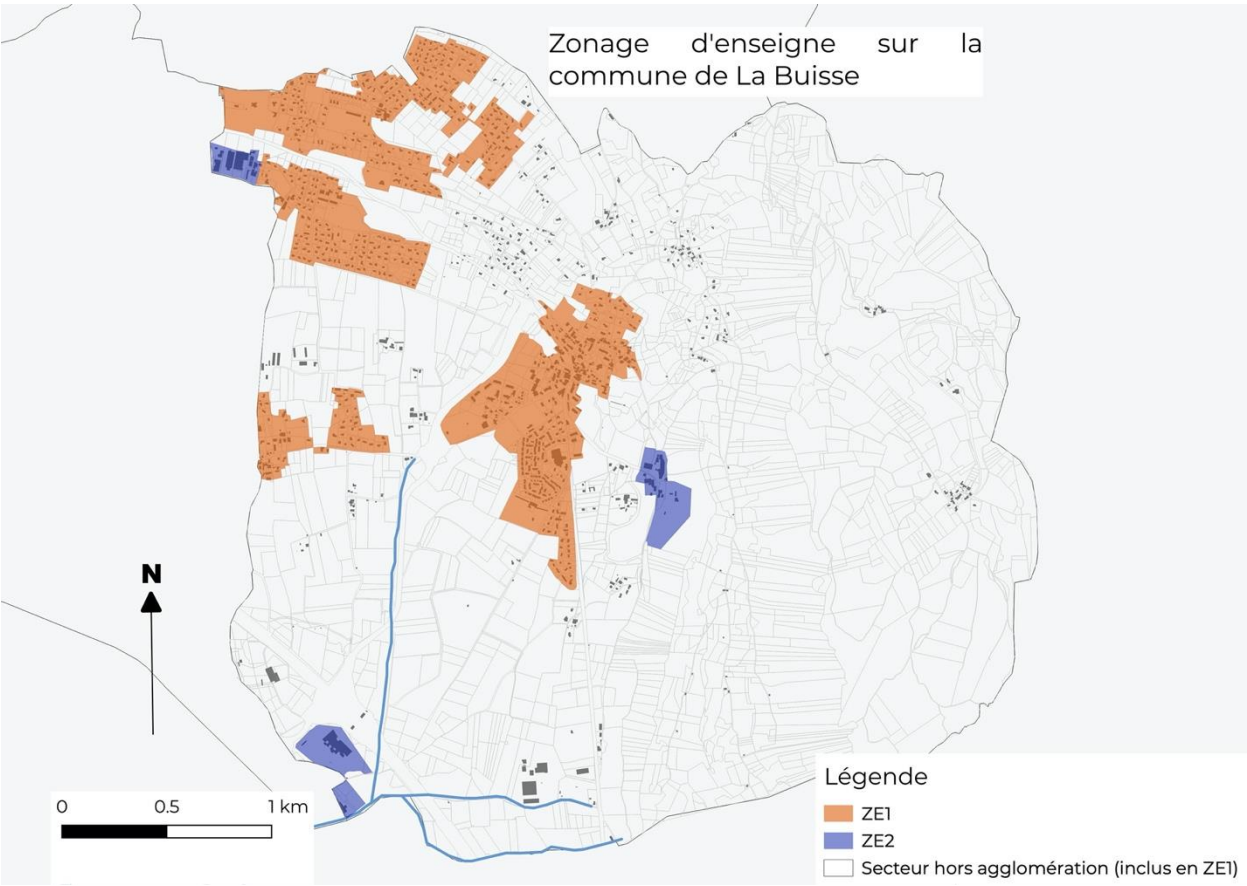 Zonage d'enseigne sur la
commune de La Buisse
N
0 0.5 1 km
Légende
ZE1
ZE2
Secteur hors agglomération (inclus en ZE1)